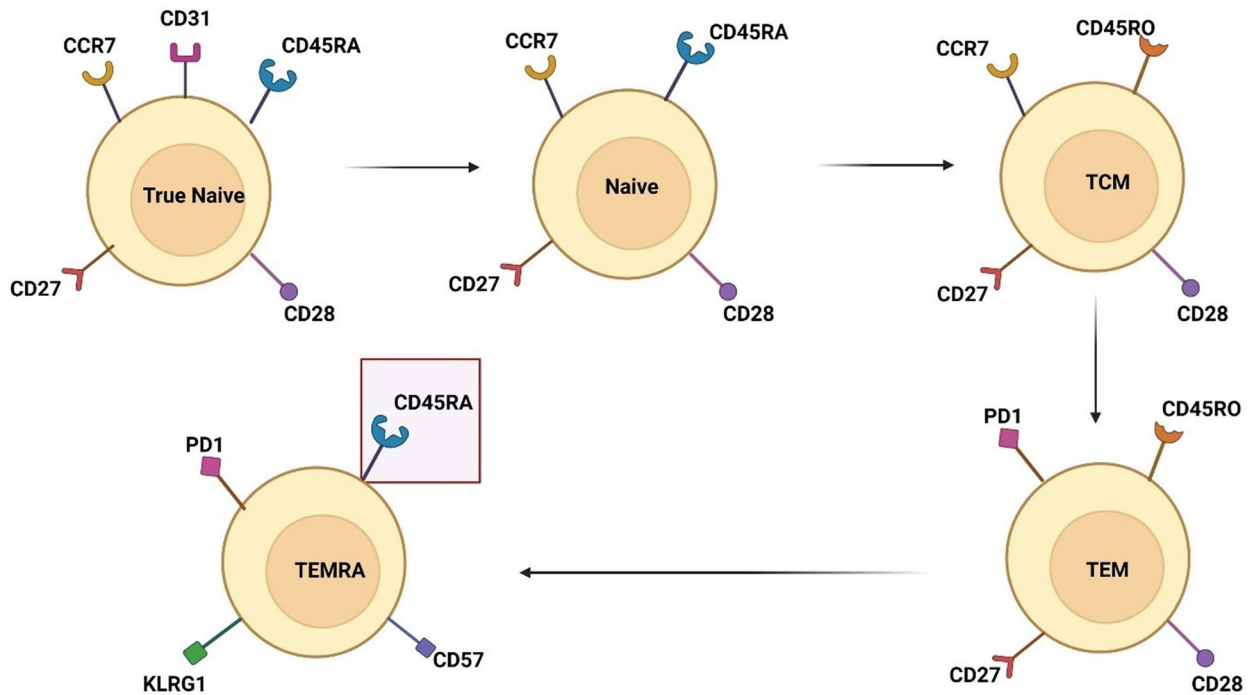 CD31
CCR7
CD45RA
True Naive
CD27
CD28
CCR7
CD45RA
Naive
CD27
CD28
CCR7
CD45RO
TCM
CD27
CD28
PD1
CD45RO
TEM
CD27
CD28
CD45RA
PD1
TEMRA
KLRG1
CD57